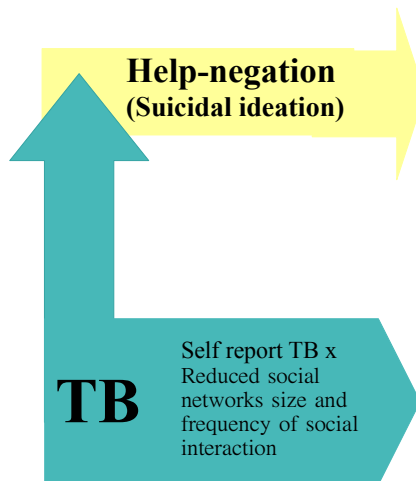 Help-negation
(Suicidal ideation)
TB
Self report TB x
Reduced social
networks size and
frequency of social
interaction